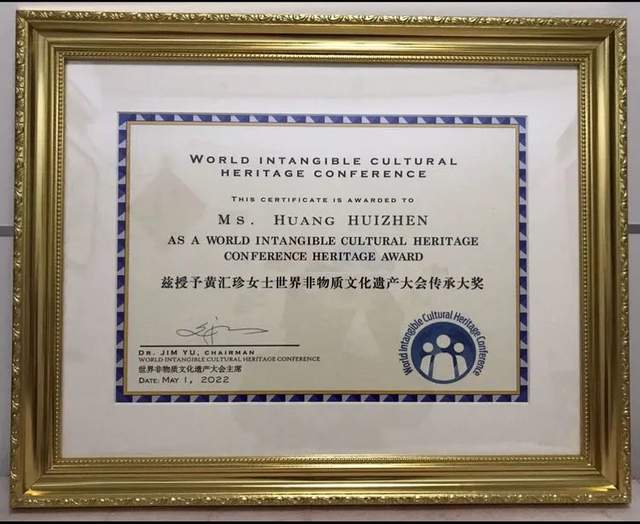 WORLD INTANGIBLE CULTURAL
HERITAGE CONFERENCE
THIS CERTIFICATE IS AWARDED TO
MS. HUANG HUIZHEN
AS A WORLD INTANGIBLE CULTURAL HERITAGE
CONFERENCE HERITAGE AWARD
兹授予黄汇珍女士世界非物质文化遗产大会传承大奖
DR. JIM YU, CHAIRMAN
WORLD INTANGIBLE CULTURAL HERITAGE CONFERENCE
世界非物质文化遗产大会主席
DATE: MAY 1, 2022
World Intangible Cultural Heritage Conference